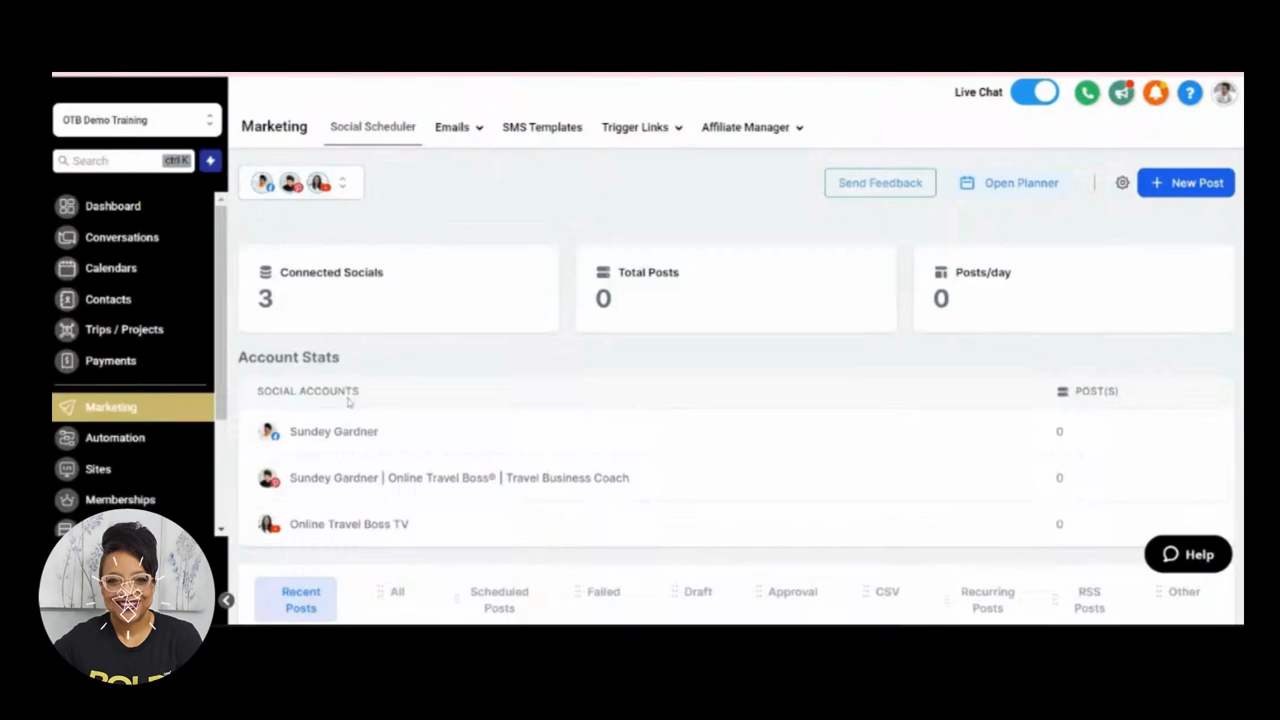 Live Chat
OTB Demo Training
Marketing
Social Scheduler
Emails
SMS Templates
Trigger Links
Affiliate Manager
Search
ctrl K
Send Feedback
Open Planner
New Post
Dashboard
Conversations
Calendars
Contacts
Trips / Projects
Payments
Marketing
Automation
Sites
Memberships
Connected Socials
3
Total Posts
0
Posts/day
0
Account Stats
SOCIAL ACCOUNTS
POST(S)
Sundey Gardner
0
Sundey Gardner | Online Travel Boss® | Travel Business Coach
0
Online Travel Boss TV
0
Help
Recent
Posts
All
Scheduled
Posts
Failed
Draft
Approval
CSV
Recurring
Posts
RSS
Posts
Other